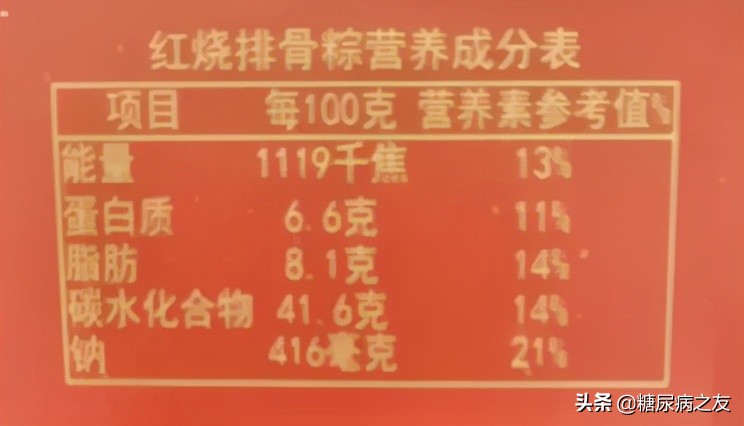 红烧排骨粽营养成分表
项目 每100克 营养素参考值%
能量 1119千焦 13%
蛋白质 6.6克 11%
脂肪 8.1克 14%
碳水化合物 41.6克 14%
钠 416毫克 21%
头条 @糖尿病之友